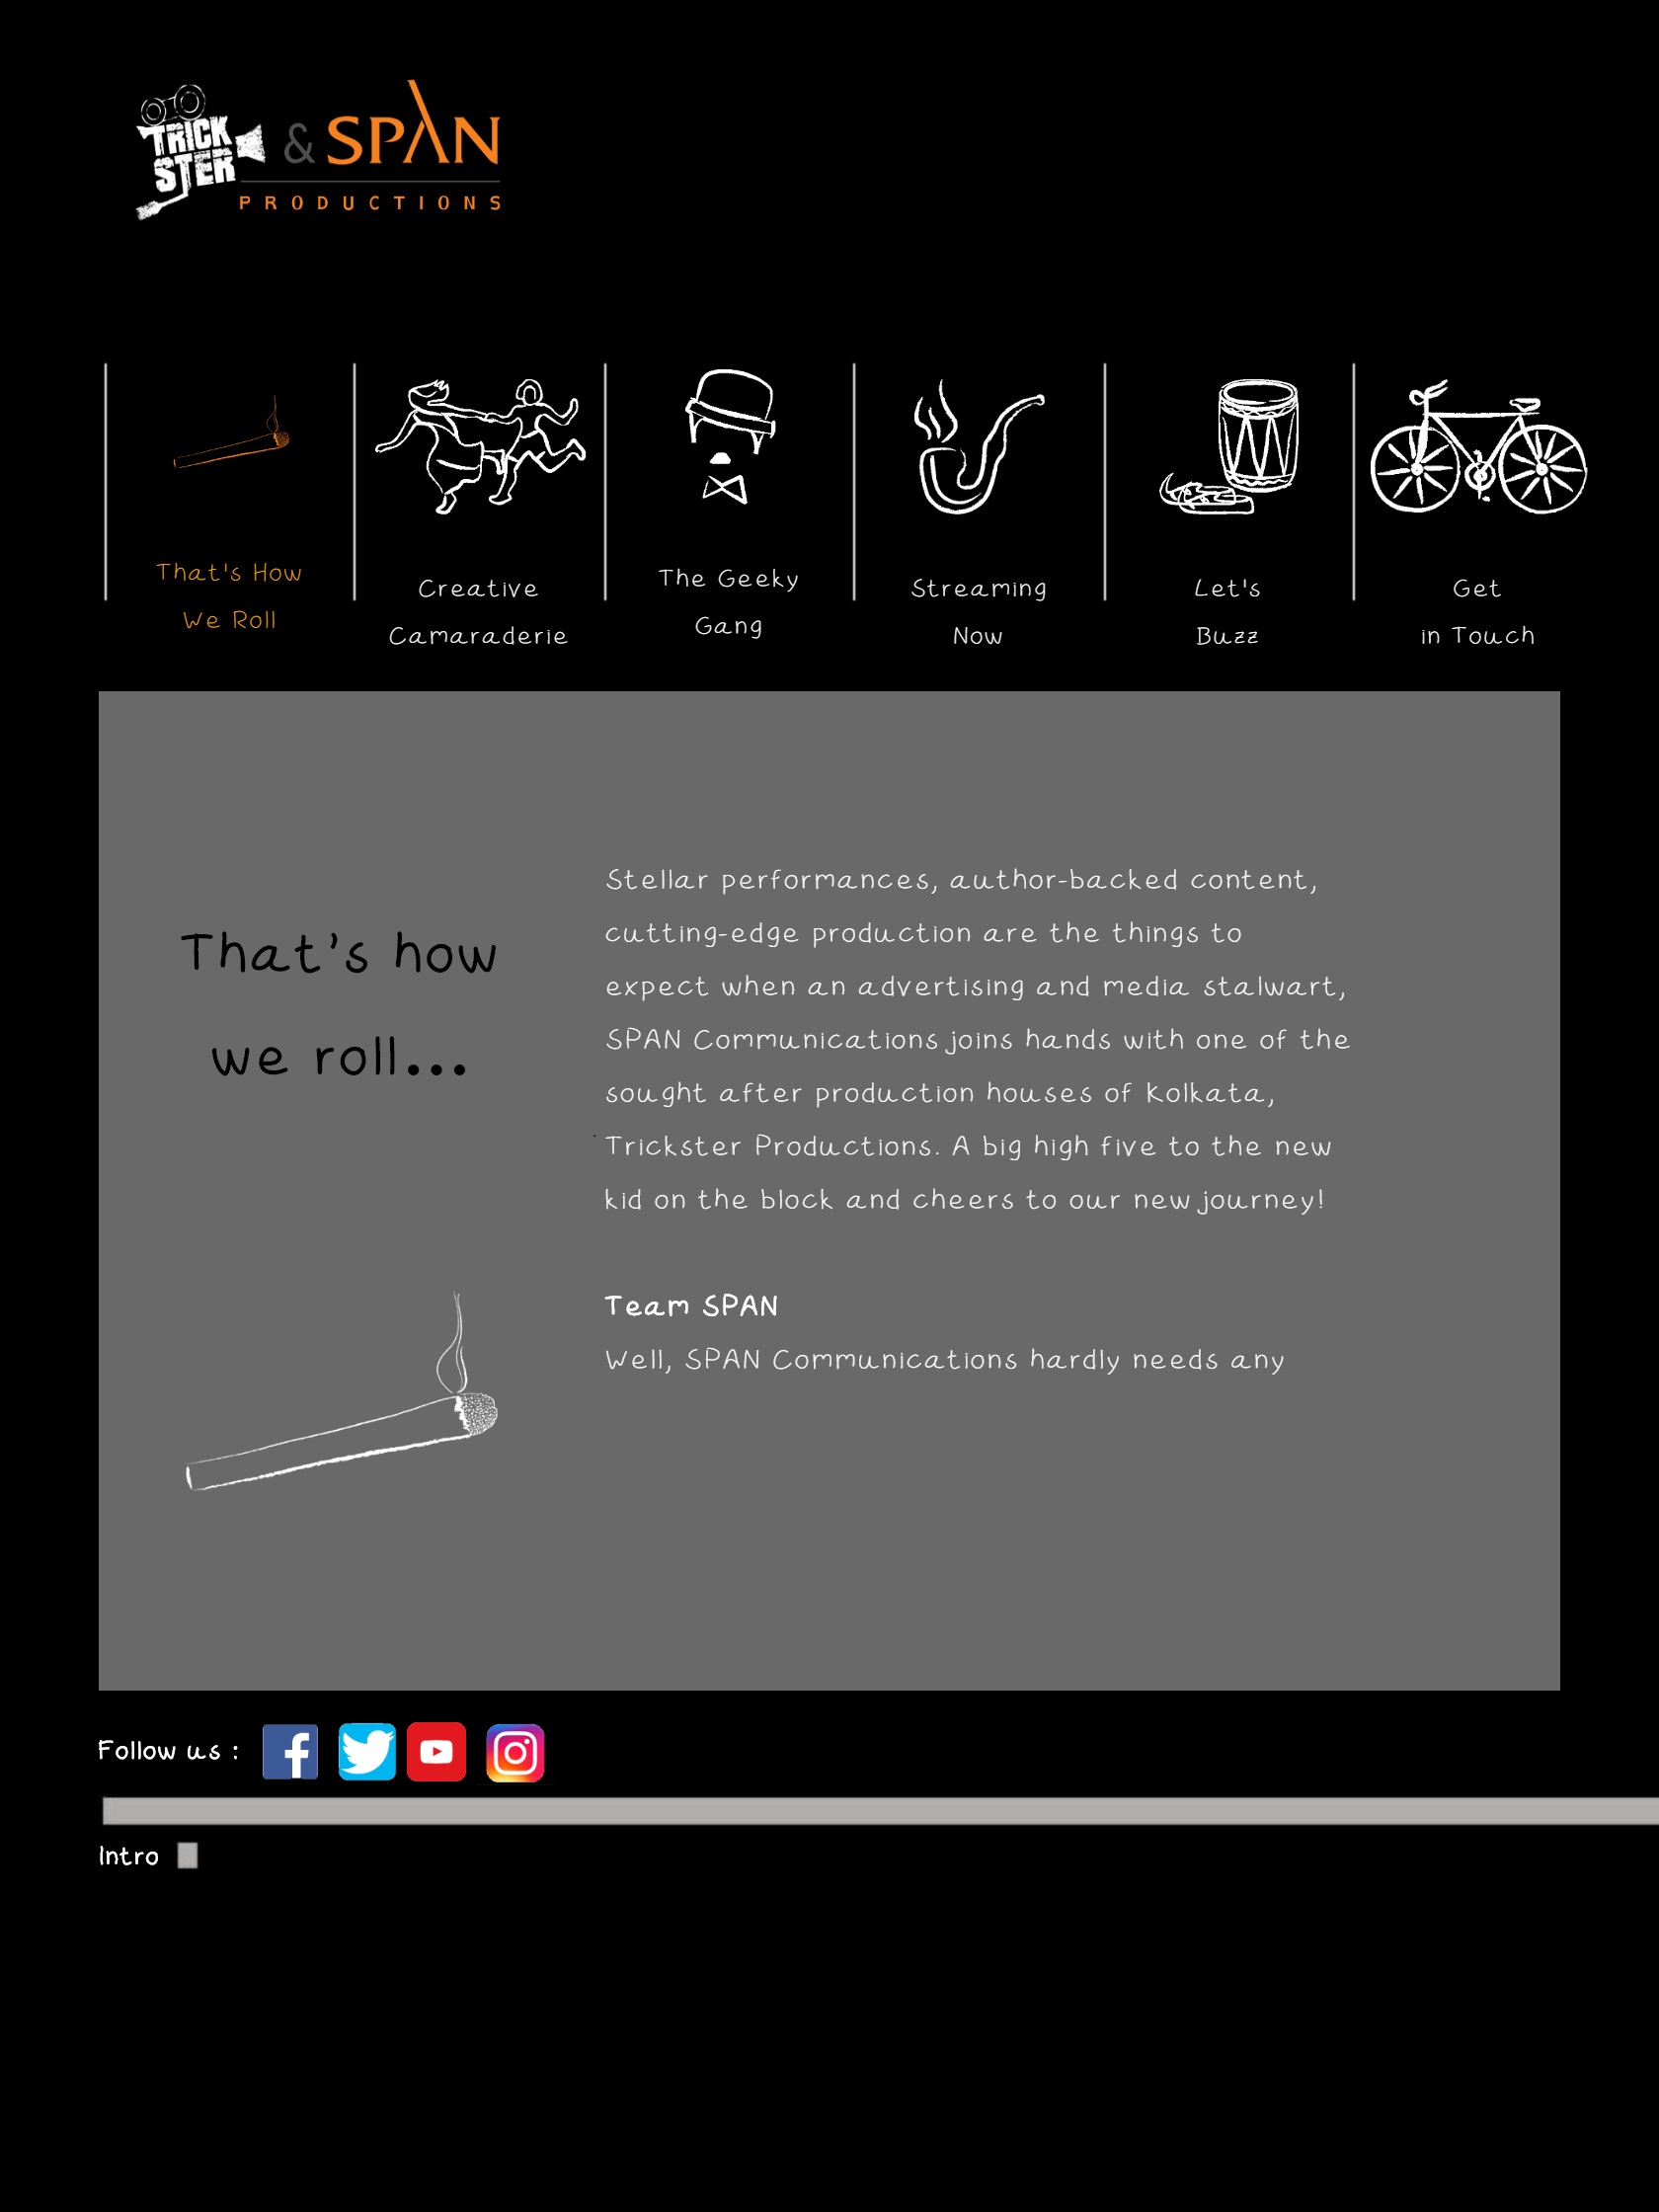 TRICK
STER & SPAN
PRODUCTIONS
That's How
We Roll
Creative
Camaraderie
The Geeky
Gang
Streaming
Now
Let's
Buzz
Get
in Touch
That's how
we roll...
Stellar performances, author-backed content,
cutting-edge production are the things to
expect when an advertising and media stalwart,
SPAN Communications joins hands with one of the
sought after production houses of Kolkata,
Trickster Productions. A big high five to the new
kid on the block and cheers to our new journey!
Team SPAN
Well, SPAN Communications hardly needs any
Follow us :
Intro